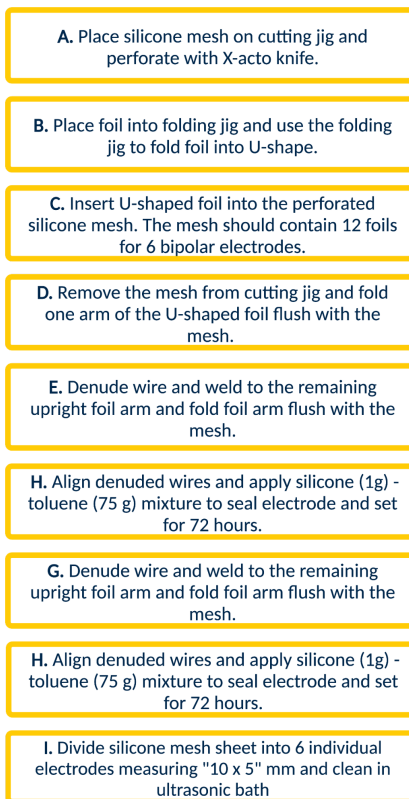 A. Place silicone mesh on cutting jig and
perforate with X-acto knife.
B. Place foil into folding jig and use the folding
jig to fold foil into U-shape.
C. Insert U-shaped foil into the perforated
silicone mesh. The mesh should contain 12 foils
for 6 bipolar electrodes.
D. Remove the mesh from cutting jig and fold
one arm of the U-shaped foil flush with the
mesh.
E. Denude wire and weld to the remaining
upright foil arm and fold foil arm flush with the
mesh.
H. Align denuded wires and apply silicone (1g) -
toluene (75 g) mixture to seal electrode and set
for 72 hours.
G. Denude wire and weld to the remaining
upright foil arm and fold foil arm flush with the
mesh.
H. Align denuded wires and apply silicone (1g) -
toluene (75 g) mixture to seal electrode and set
for 72 hours.
I. Divide silicone mesh sheet into 6 individual
electrodes measuring "10 x 5" mm and clean in
ultrasonic bath